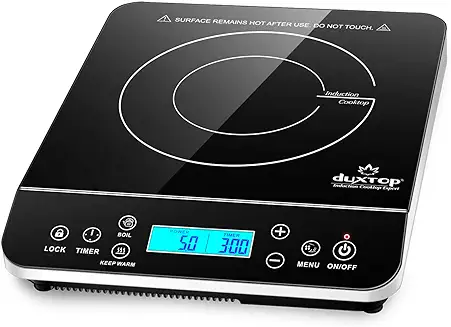 ⚠ SURFACE REMAINS HOT AFTER USE. DO NOT TOUCH. ⚠
Induction
Cooktop
duxtop®
Induction Cooktop Expert
LOCK
TIMER
BOIL
KEEP WARM
POWER
5.0
TIMER
3:00
+
−
MENU
ON/OFF